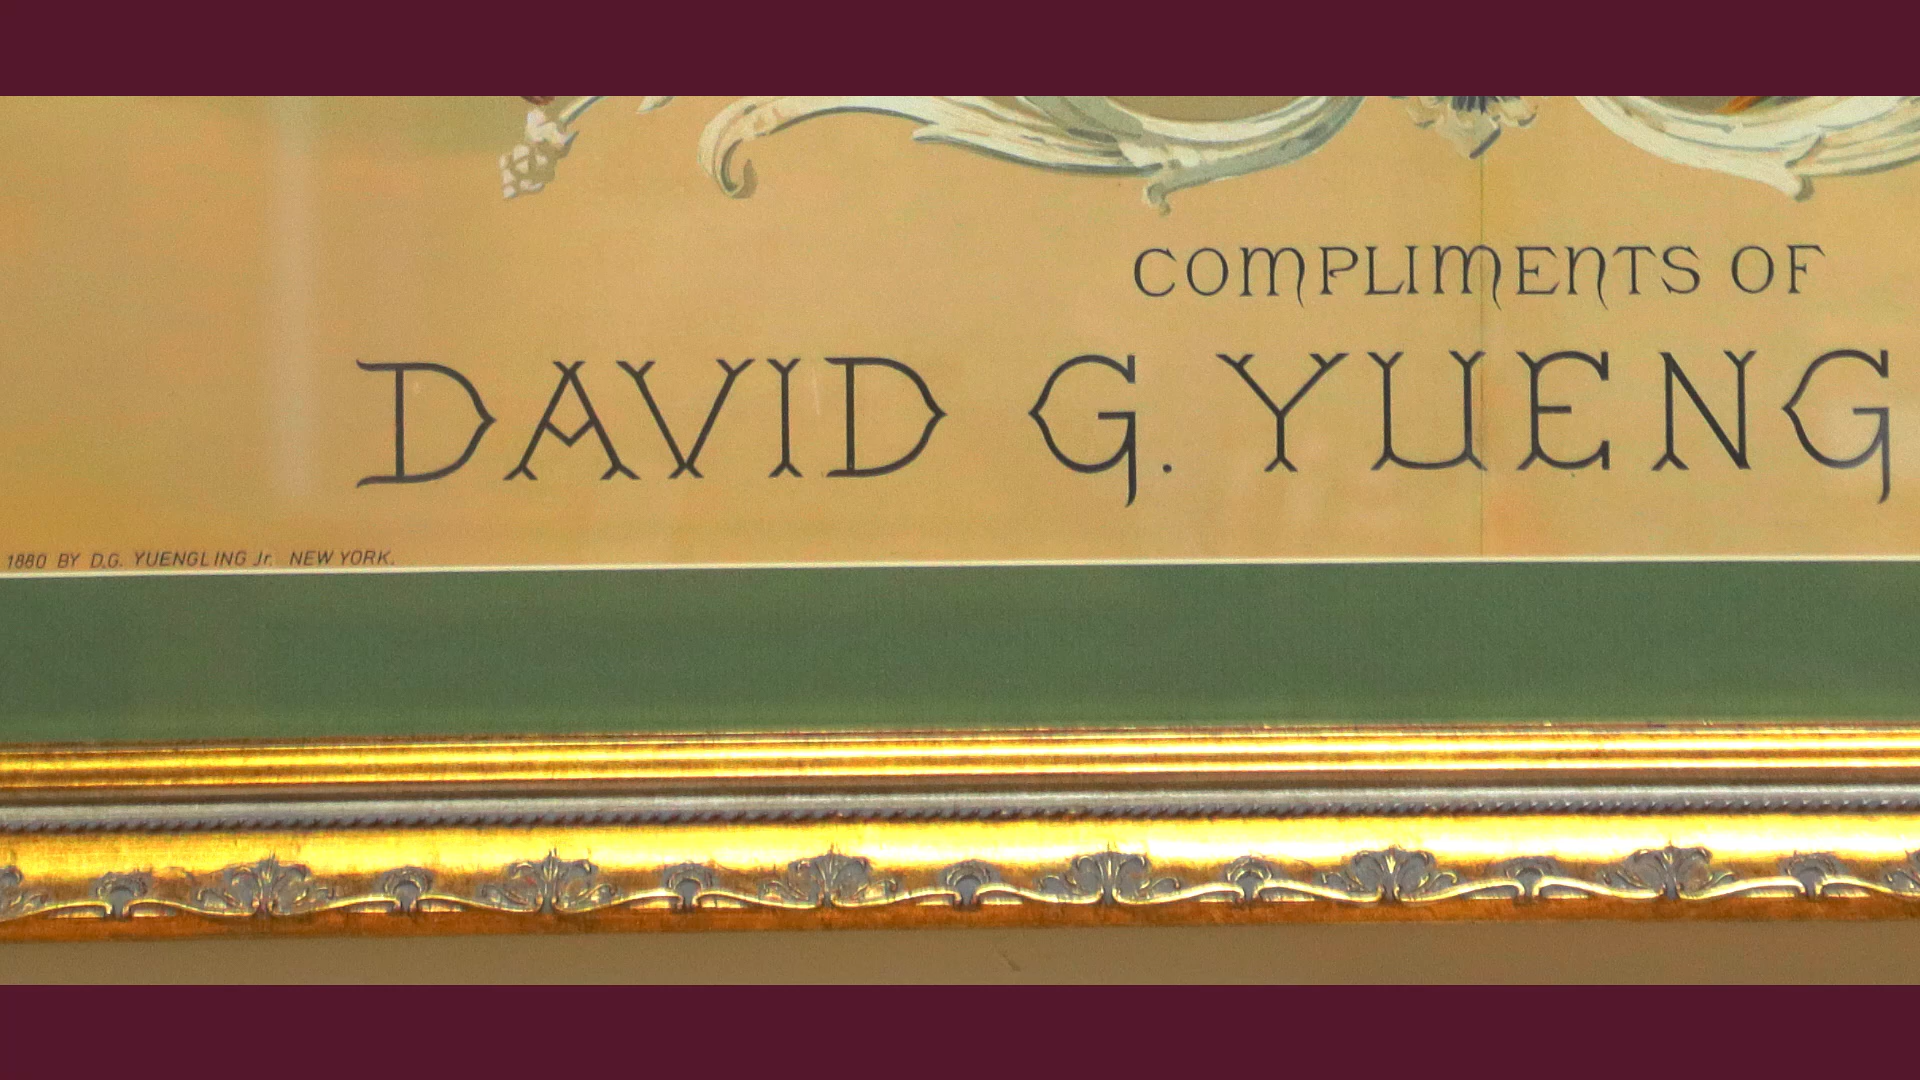 COMPLIMENTS OF
DAVID G. YUENG
1880 BY D.G. YUENGLING Jr. NEW YORK.